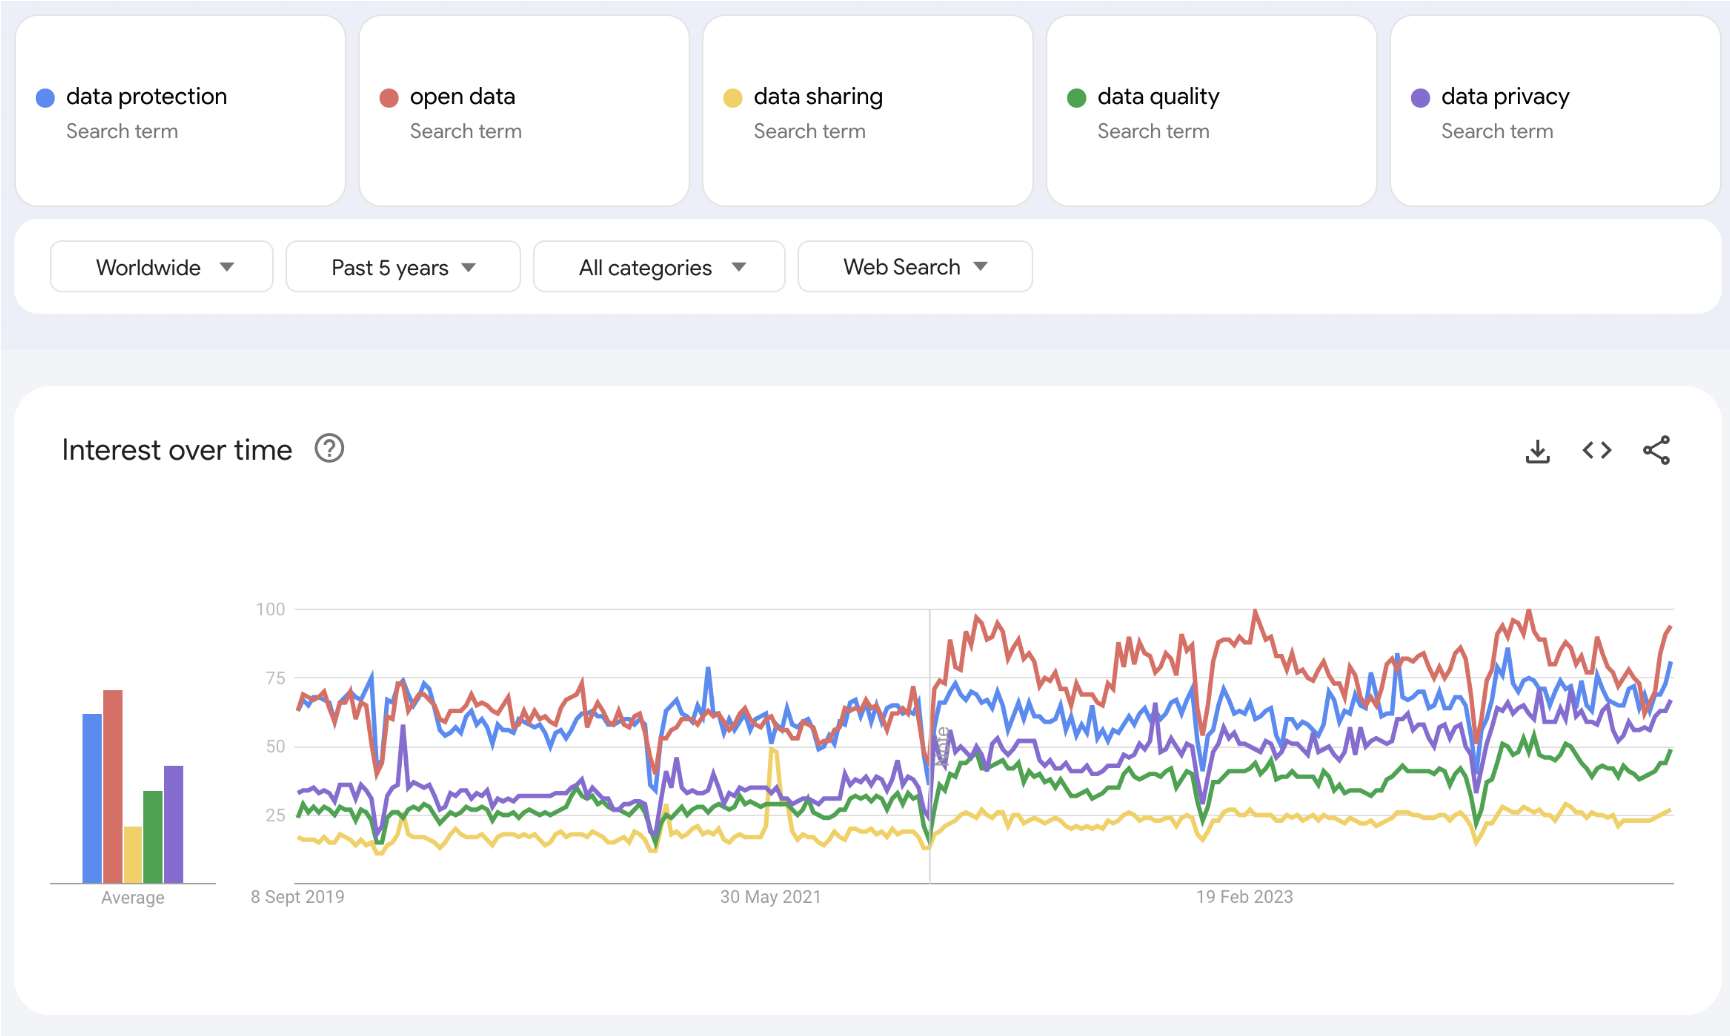 data protection
Search term
open data
Search term
data sharing
Search term
data quality
Search term
data privacy
Search term
Worldwide
Past 5 years
All categories
Web Search
Interest over time
?
100
75
50
25
Note
Average
8 Sept 2019
30 May 2021
19 Feb 2023